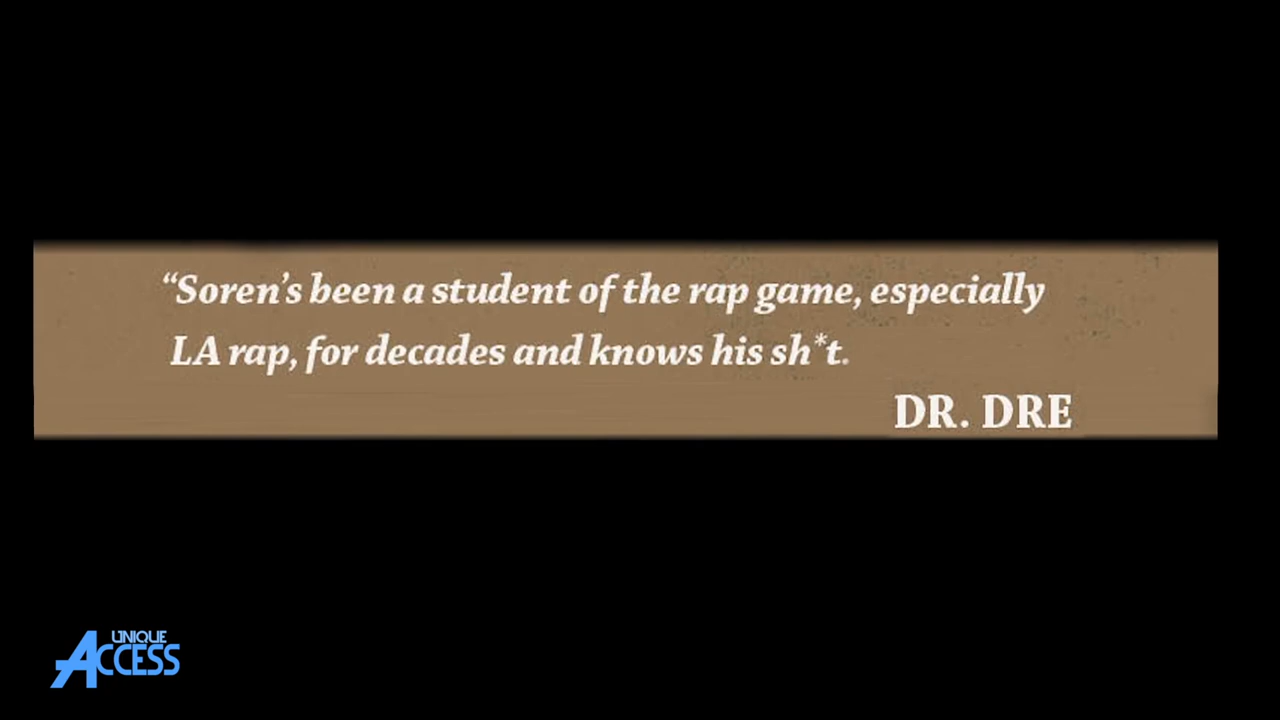 “Soren’s been a student of the rap game, especially
LA rap, for decades and knows his sh*t.
DR. DRE
UNIQUE
ACCESS